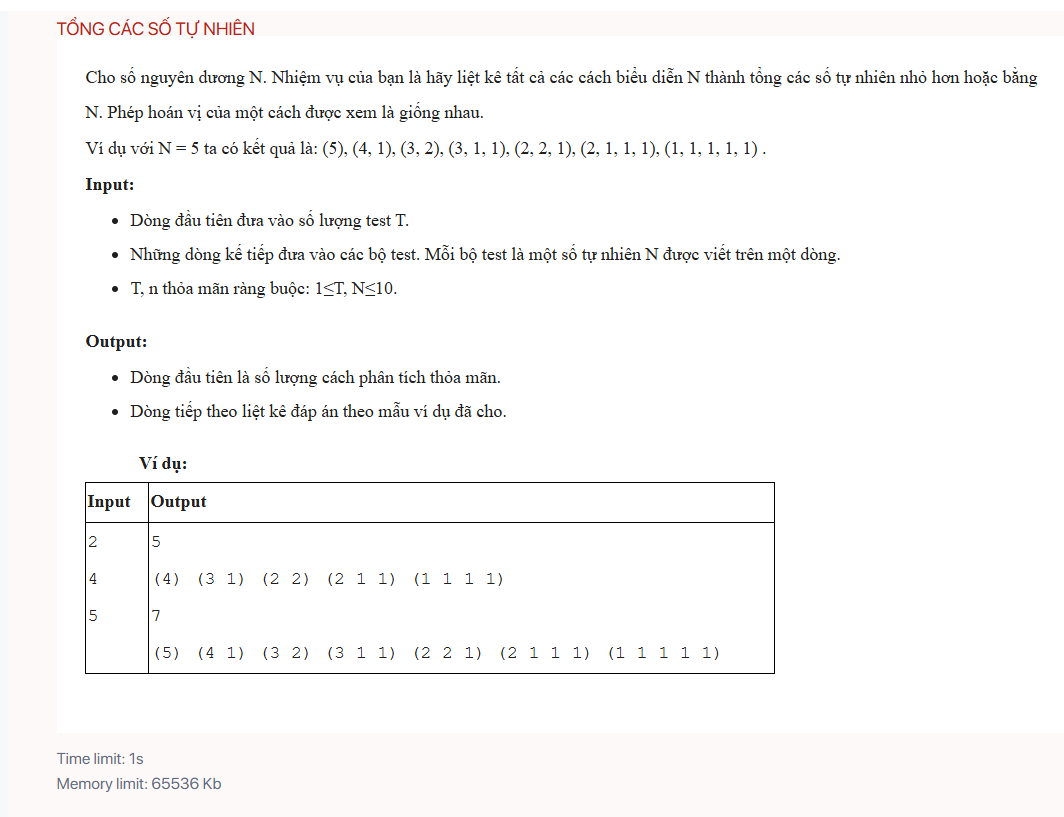 TỔNG CÁC SỐ TỰ NHIÊN
Cho số nguyên dương N. Nhiệm vụ của bạn là hãy liệt kê tất cả các cách biểu diễn N thành tổng các số tự nhiên nhỏ hơn hoặc bằng
N. Phép hoán vị của một cách được xem là giống nhau.
Ví dụ với N = 5 ta có kết quả là: (5), (4, 1), (3, 2), (3, 1, 1), (2, 2, 1), (2, 1, 1, 1), (1, 1, 1, 1, 1) .
Input:
• Dòng đầu tiên đưa vào số lượng test T.
• Những dòng kế tiếp đưa vào các bộ test. Mỗi bộ test là một số tự nhiên N được viết trên một dòng.
• T, n thỏa mãn ràng buộc: 1≤T, N≤10.
Output:
• Dòng đầu tiên là số lượng cách phân tích thỏa mãn.
• Dòng tiếp theo liệt kê đáp án theo mẫu ví dụ đã cho.
Ví dụ:
Input Output
2 5
4 (4) (3 1) (2 2) (2 1 1) (1 1 1 1)
5 7
(5) (4 1) (3 2) (3 1 1) (2 2 1) (2 1 1 1) (1 1 1 1 1)
Time limit: 1s
Memory limit: 65536 Kb